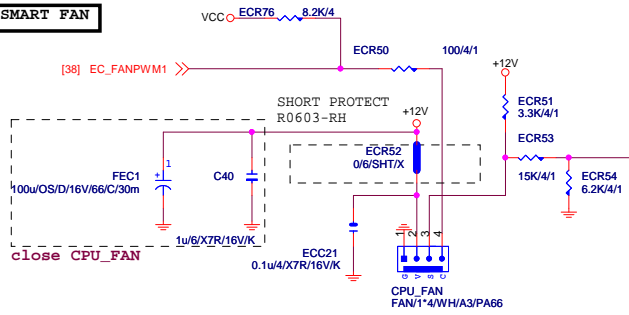 SMART FAN
VCC
ECR76
8.2K/4
[38] EC_FANPWM1
ECR50
100/4/1
+12V
SHORT PROTECT
R0603-RH
+12V
ECR51
3.3K/4/1
ECR53
ECR52
0/6/SHT/X
1
FEC1
100u/OS/D/16V/66/C/30m
C40
15K/4/1
ECR54
6.2K/4/1
1u/6/X7R/16V/K
close CPU_FAN
ECC21
0.1u/4/X7R/16V/K
1 2 3 4
G V S C
CPU_FAN
FAN/1*4/WH/A3/PA66